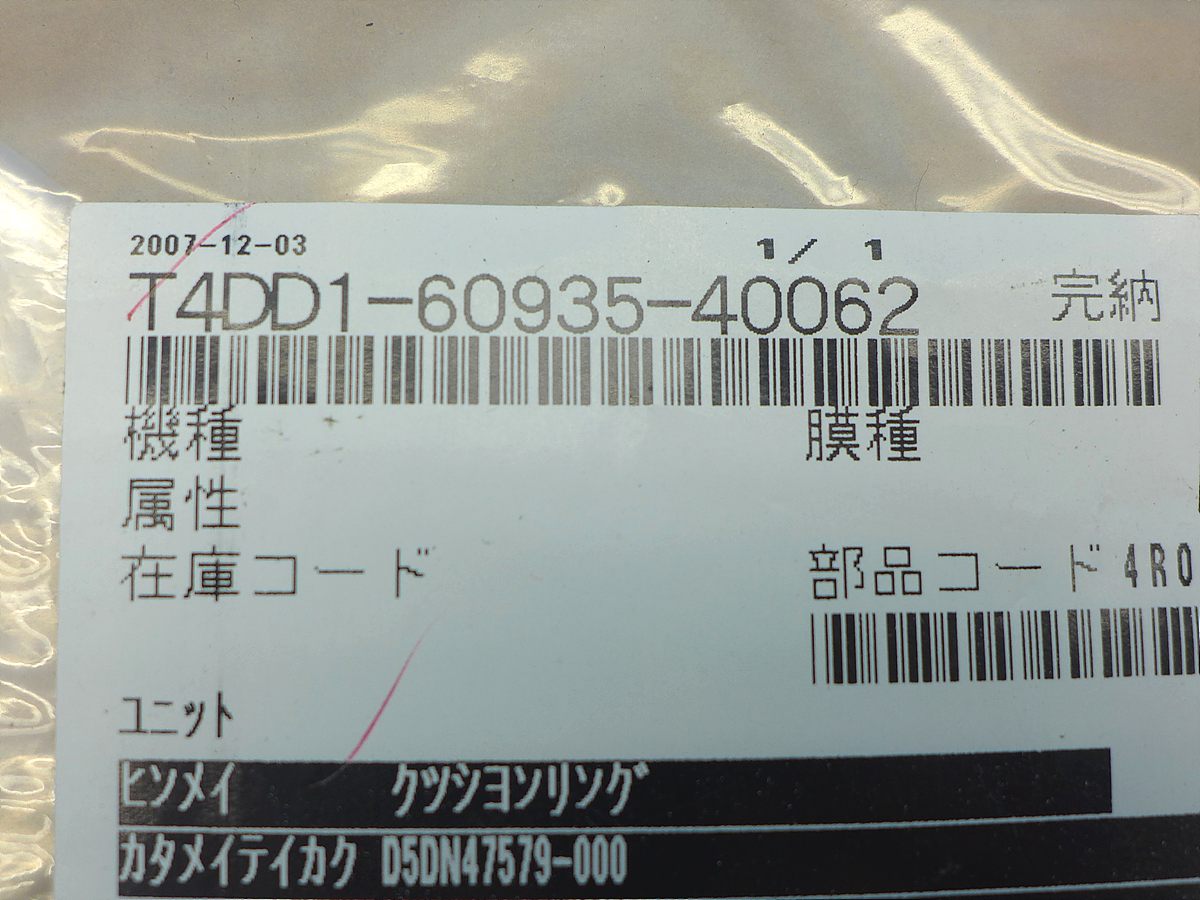 2007-12-03 1/ 1
T4DD1-60935-40062 完納
機種 膜種
属性
在庫コード 部品コード 4R0
ユニット
ヒンメイ クツシヨンリング
カタメイテイカク D5DN47579-000